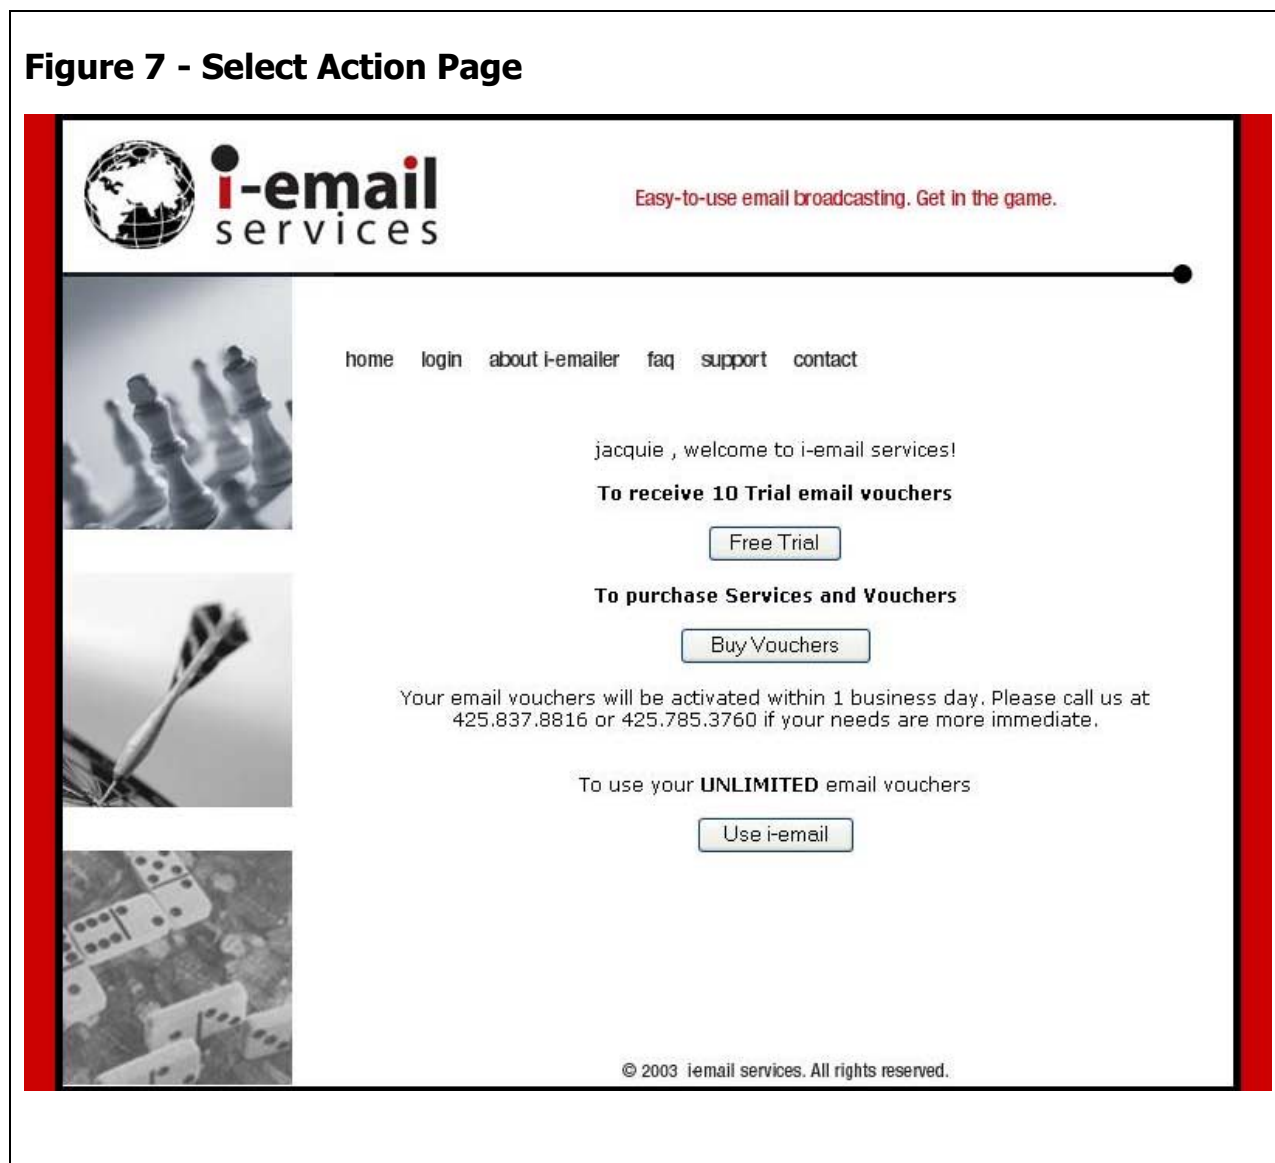 Figure 7 - Select Action Page
i-email
services
Easy-to-use email broadcasting. Get in the game.
home login about i-emailer faq support contact
jacquie , welcome to i-email services!
To receive 10 Trial email vouchers
Free Trial
To purchase Services and Vouchers
Buy Vouchers
Your email vouchers will be activated within 1 business day. Please call us at
425.837.8816 or 425.785.3760 if your needs are more immediate.
To use your UNLIMITED email vouchers
Use i-email
© 2003 i-email services. All rights reserved.